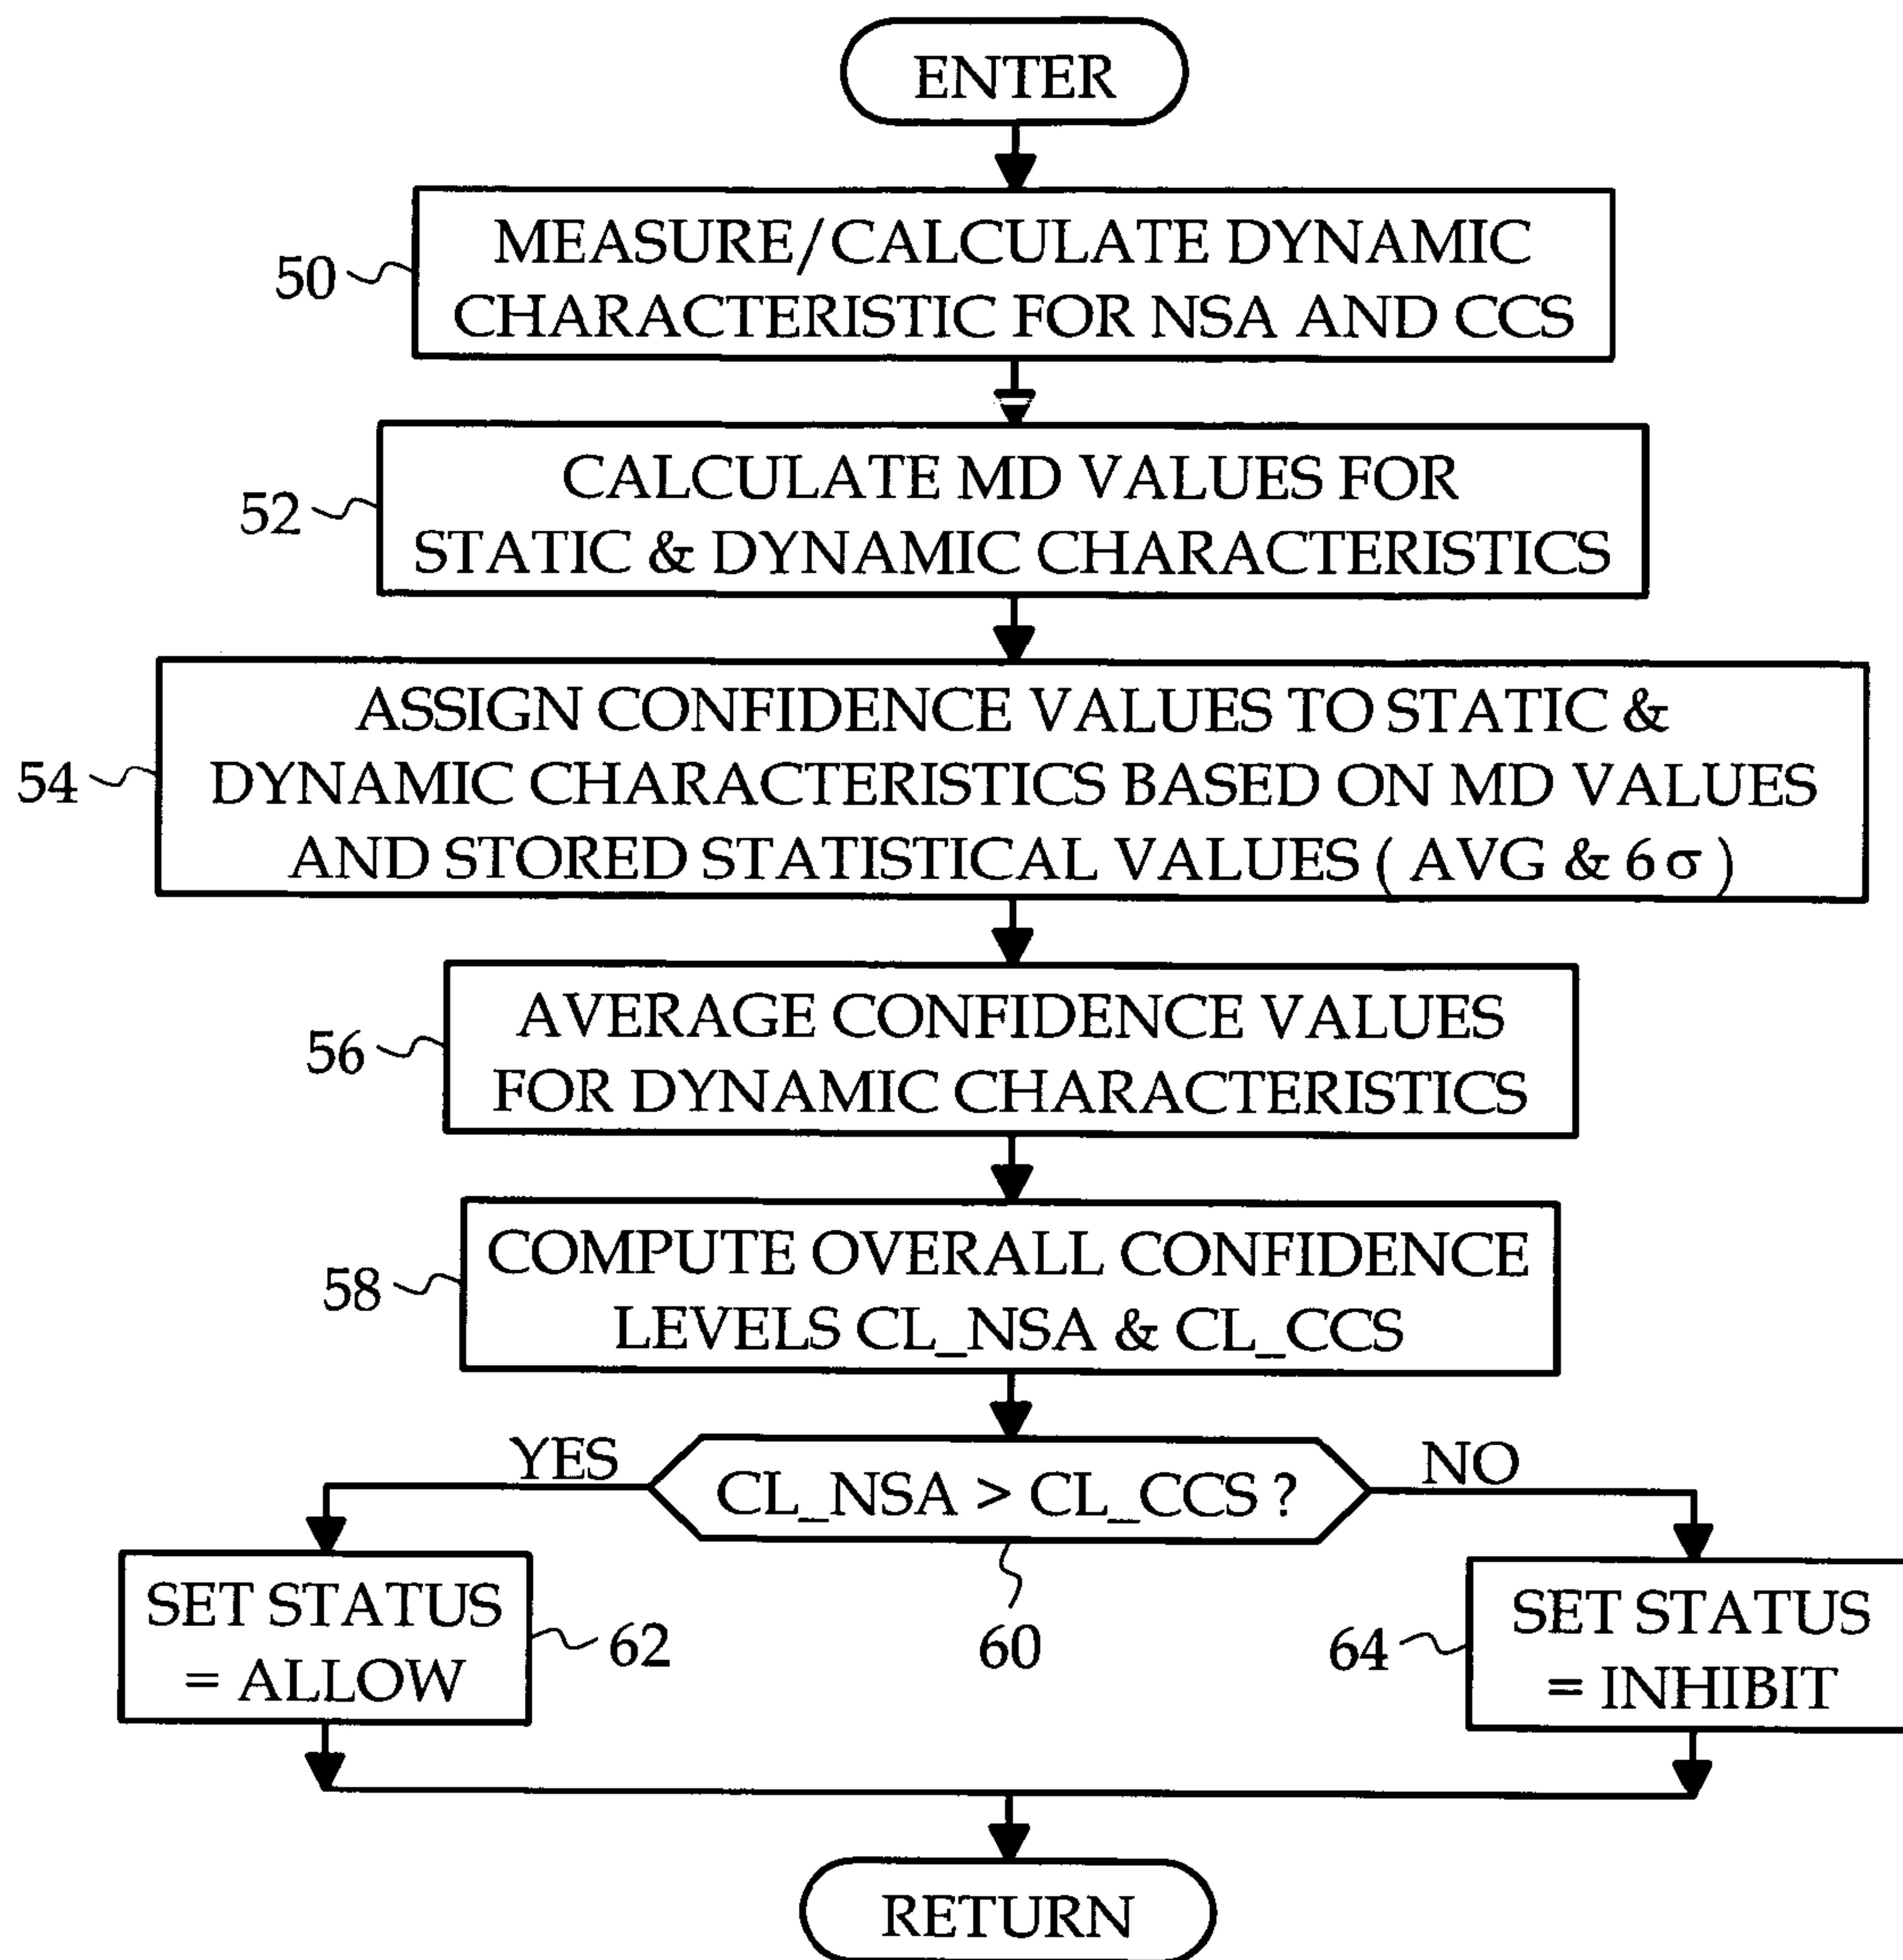 ENTER
50
MEASURE/CALCULATE DYNAMIC
CHARACTERISTIC FOR NSA AND CCS
52
CALCULATE MD VALUES FOR
STATIC & DYNAMIC CHARACTERISTICS
54
ASSIGN CONFIDENCE VALUES TO STATIC &
DYNAMIC CHARACTERISTICS BASED ON MD VALUES
AND STORED STATISTICAL VALUES ( AVG & 6 σ )
56
AVERAGE CONFIDENCE VALUES
FOR DYNAMIC CHARACTERISTICS
58
COMPUTE OVERALL CONFIDENCE
LEVELS CL_NSA & CL_CCS
YES
CL_NSA > CL_CCS ?
NO
60
SET STATUS
= ALLOW
62
64
SET STATUS
= INHIBIT
RETURN